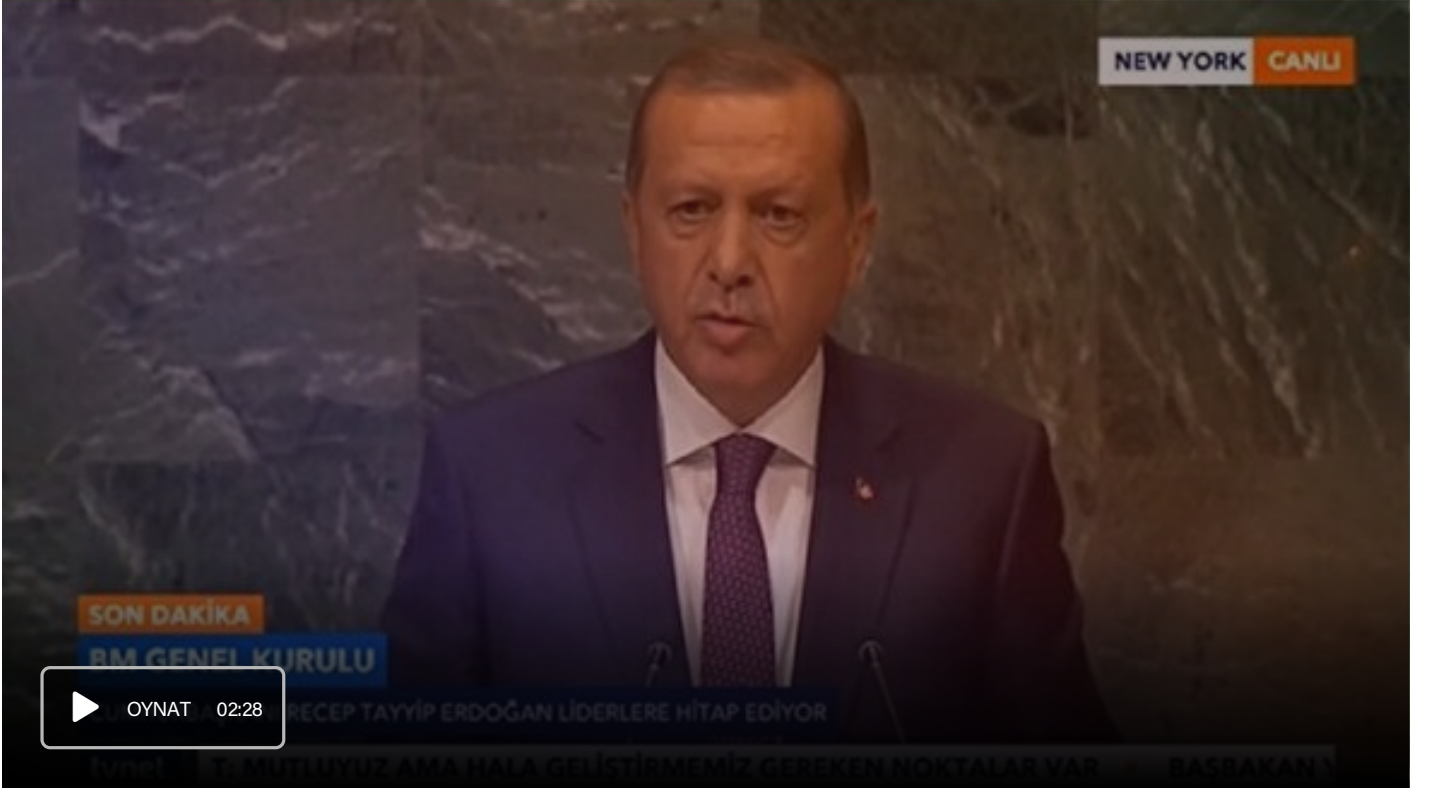 NEW YORK CANLI
SON DAKİKA
BM GENEL KURULU
RECEP TAYYİP ERDOĞAN LİDERLERE HİTAP EDİYOR
OYNAT 02:28
tvnet T: MUTLUYUZ AMA HALA GELİŞTİRMEMİZ GEREKEN NOKTALAR VAR BAŞBAKAN Y